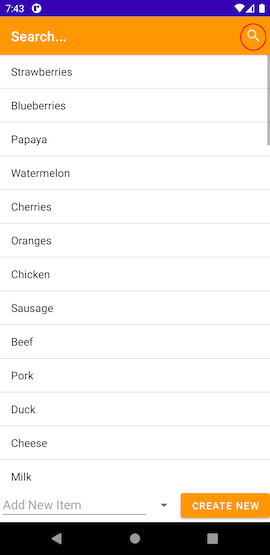 7:43
Search...
Strawberries
Blueberries
Papaya
Watermelon
Cherries
Oranges
Chicken
Sausage
Beef
Pork
Duck
Cheese
Milk
Add New Item
CREATE NEW